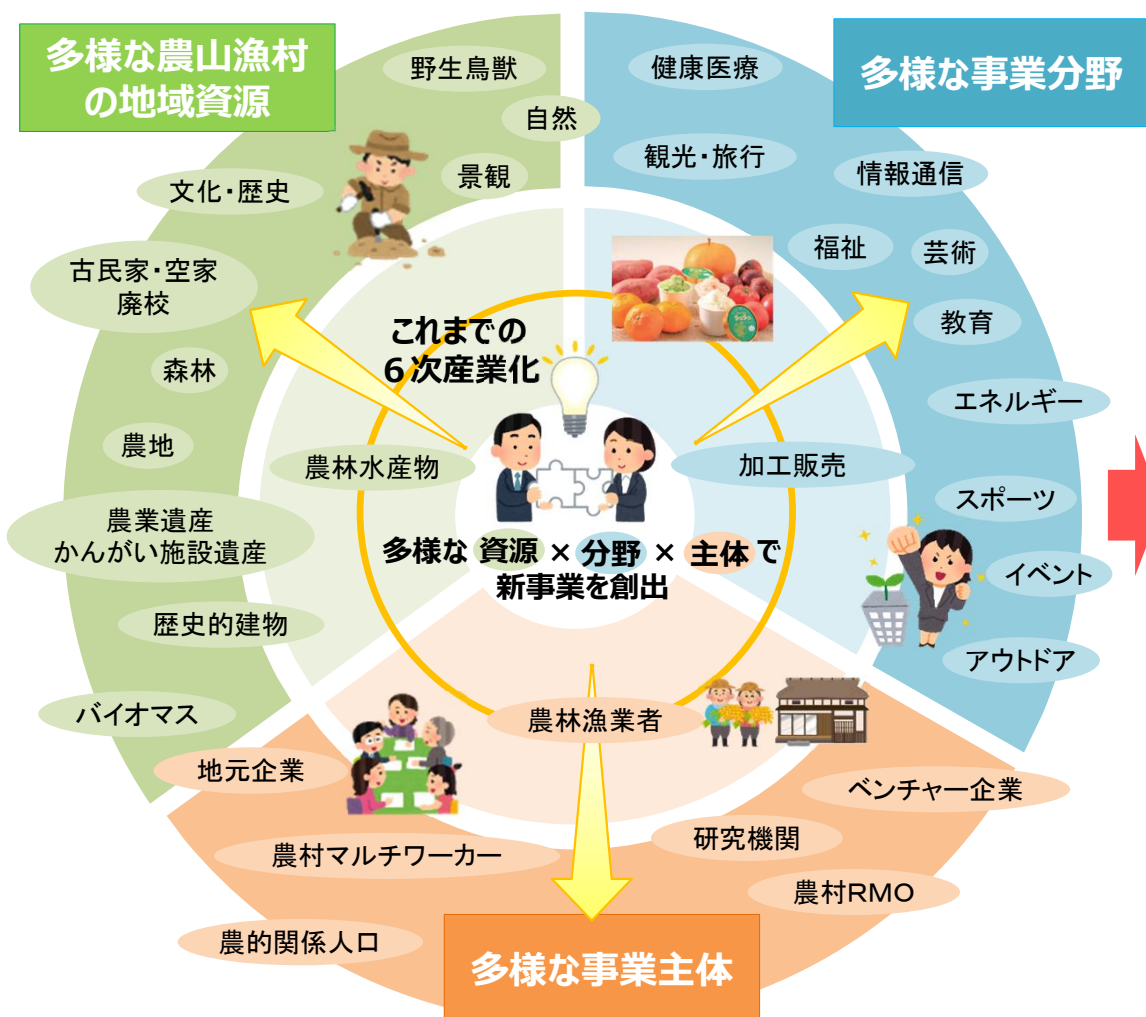 多様な農山漁村
の地域資源
野生鳥獣
自然
景観
文化・歴史
古民家・空家
廃校
森林
農地
農業遺産
かんがい施設遺産
歴史的建物
バイオマス
多様な事業分野
健康医療
観光・旅行
情報通信
福祉
芸術
教育
エネルギー
スポーツ
イベント
アウトドア
これまでの
６次産業化
農林水産物
加工販売
多様な 資源 × 分野 × 主体で
新事業を創出
農林漁業者
地元企業
ベンチャー企業
農村マルチワーカー
研究機関
農村RMO
農的関係人口
多様な事業主体